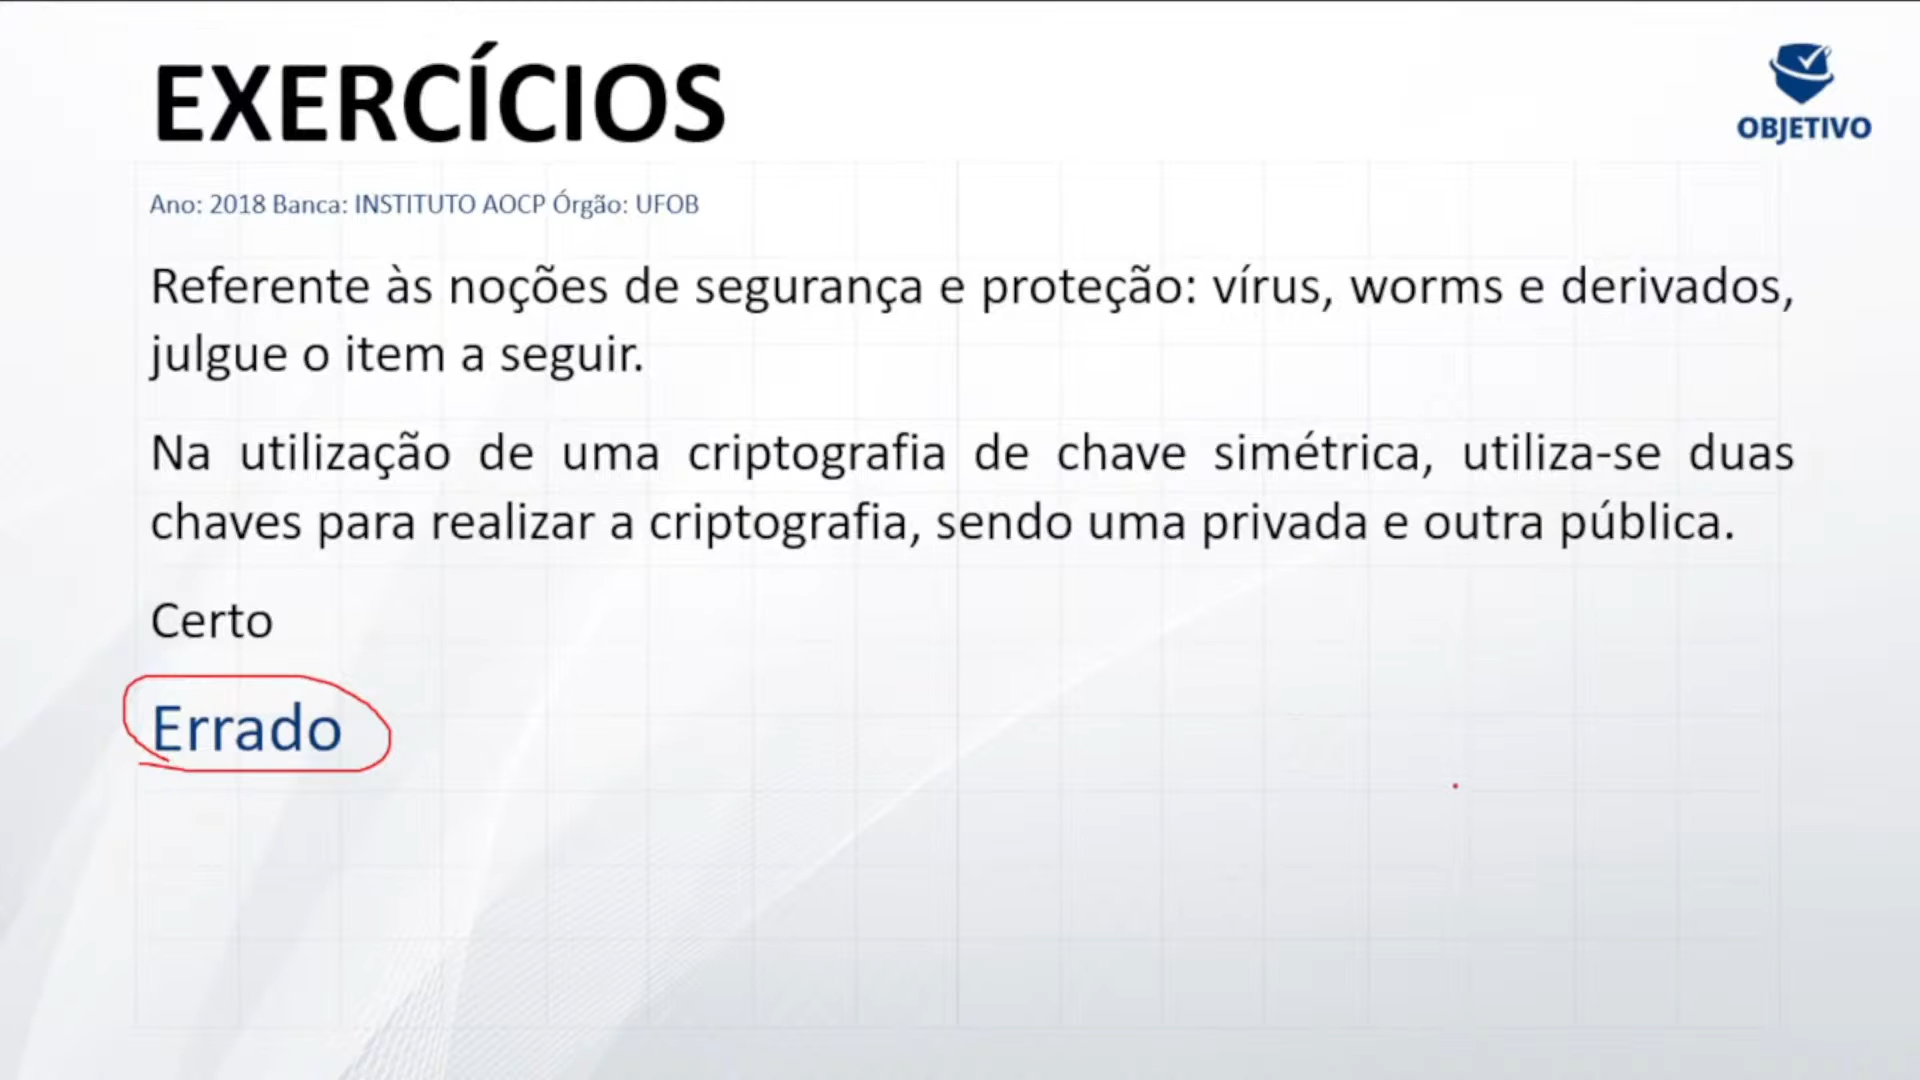 EXERCÍCIOS
OBJETIVO
Ano: 2018 Banca: INSTITUTO AOCP Órgão: UFOB
Referente às noções de segurança e proteção: vírus, worms e derivados,
julgue o item a seguir.
Na utilização de uma criptografia de chave simétrica, utiliza-se duas
chaves para realizar a criptografia, sendo uma privada e outra pública.
Certo
Errado